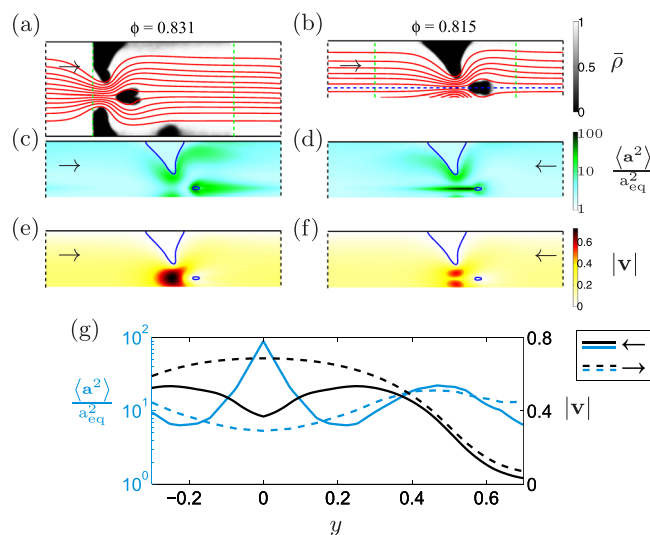 (a) ϕ = 0.831
(b) ϕ = 0.815
→
→
1
0.5
0
ρ̄
(c)
→
(d)
←
100
10
1
⟨a²⟩
a²eq
(e)
→
(f)
←
0.6
0.4
0.2
0
|v|
(g)
10²
10¹
10⁰
⟨a²⟩
a²eq
0.8
0.4
0
|v|
−0.2 0 0.2 0.4 0.6
y
←
→